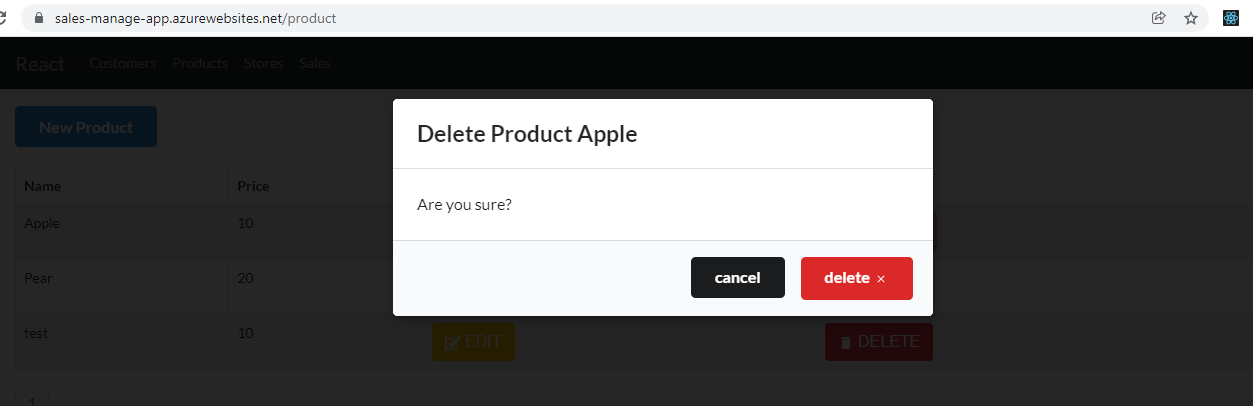 sales-manage-app.azurewebsites.net/product
React Customers Products Stores Sales
New Product
Delete Product Apple
Name Price
Are you sure?
Apple 10
Pear 20
cancel delete ×
test 10 EDIT DELETE
1